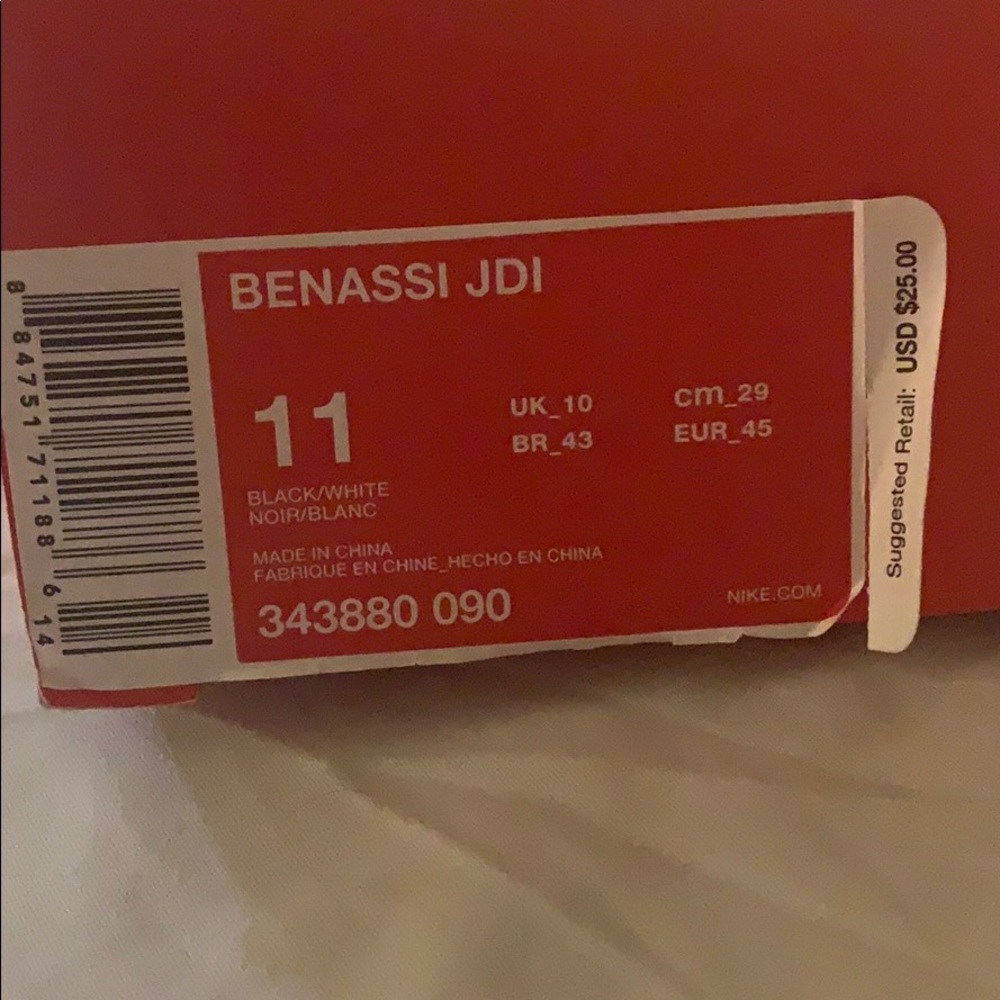 BENASSI JDI
11
UK_10
cm_29
BR_43
EUR_45
BLACK/WHITE
NOIR/BLANC
MADE IN CHINA
FABRIQUE EN CHINE_HECHO EN CHINA
343880 090
NIKE.COM
8 84751 71188 6 14
Suggested Retail: USD $25.00